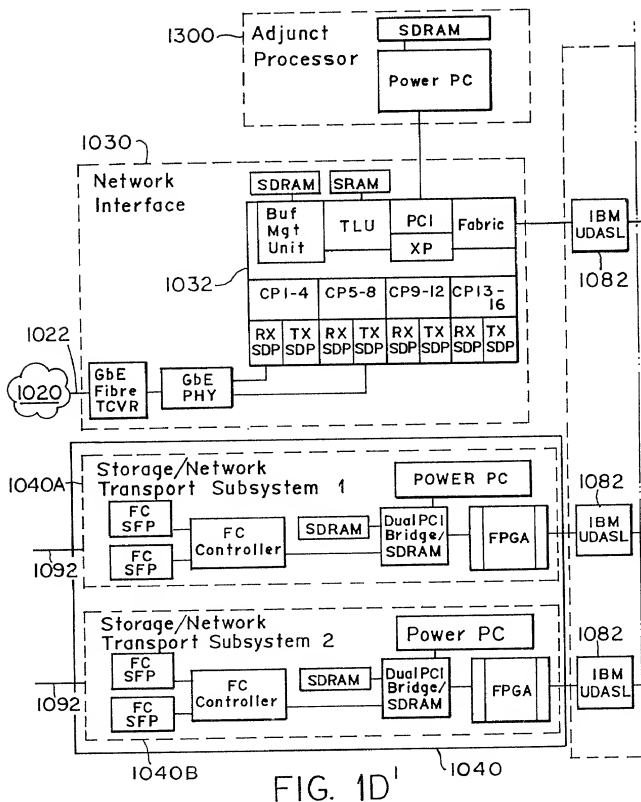 1300
Adjunct
Processor
SDRAM
Power PC
1030
Network
Interface
SDRAM
SRAM
Buf
Mgt
Unit
TLU
PCI
XP
Fabric
IBM
UDASL
1082
1032
CP1-4
CP5-8
CP9-12
CP13-
16
RX
SDP
TX
SDP
RX
SDP
TX
SDP
RX
SDP
TX
SDP
RX
SDP
TX
SDP
1022
1020
GbE
Fibre
TCVR
GbE
PHY
1040A
Storage/Network
Transport Subsystem 1
POWER PC
1082
FC
SFP
FC
SFP
FC
Controller
SDRAM
Dual PCI
Bridge/
SDRAM
FPGA
IBM
UDASL
1092
Storage/Network
Transport Subsystem 2
Power PC
1082
FC
SFP
FC
SFP
FC
Controller
SDRAM
Dual PCI
Bridge/
SDRAM
FPGA
IBM
UDASL
1092
1040B
1040
FIG. 1D'